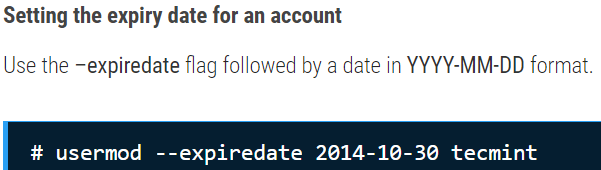 Setting the expiry date for an account
Use the –expiredate flag followed by a date in YYYY-MM-DD format.
# usermod --expiredate 2014-10-30 tecmint